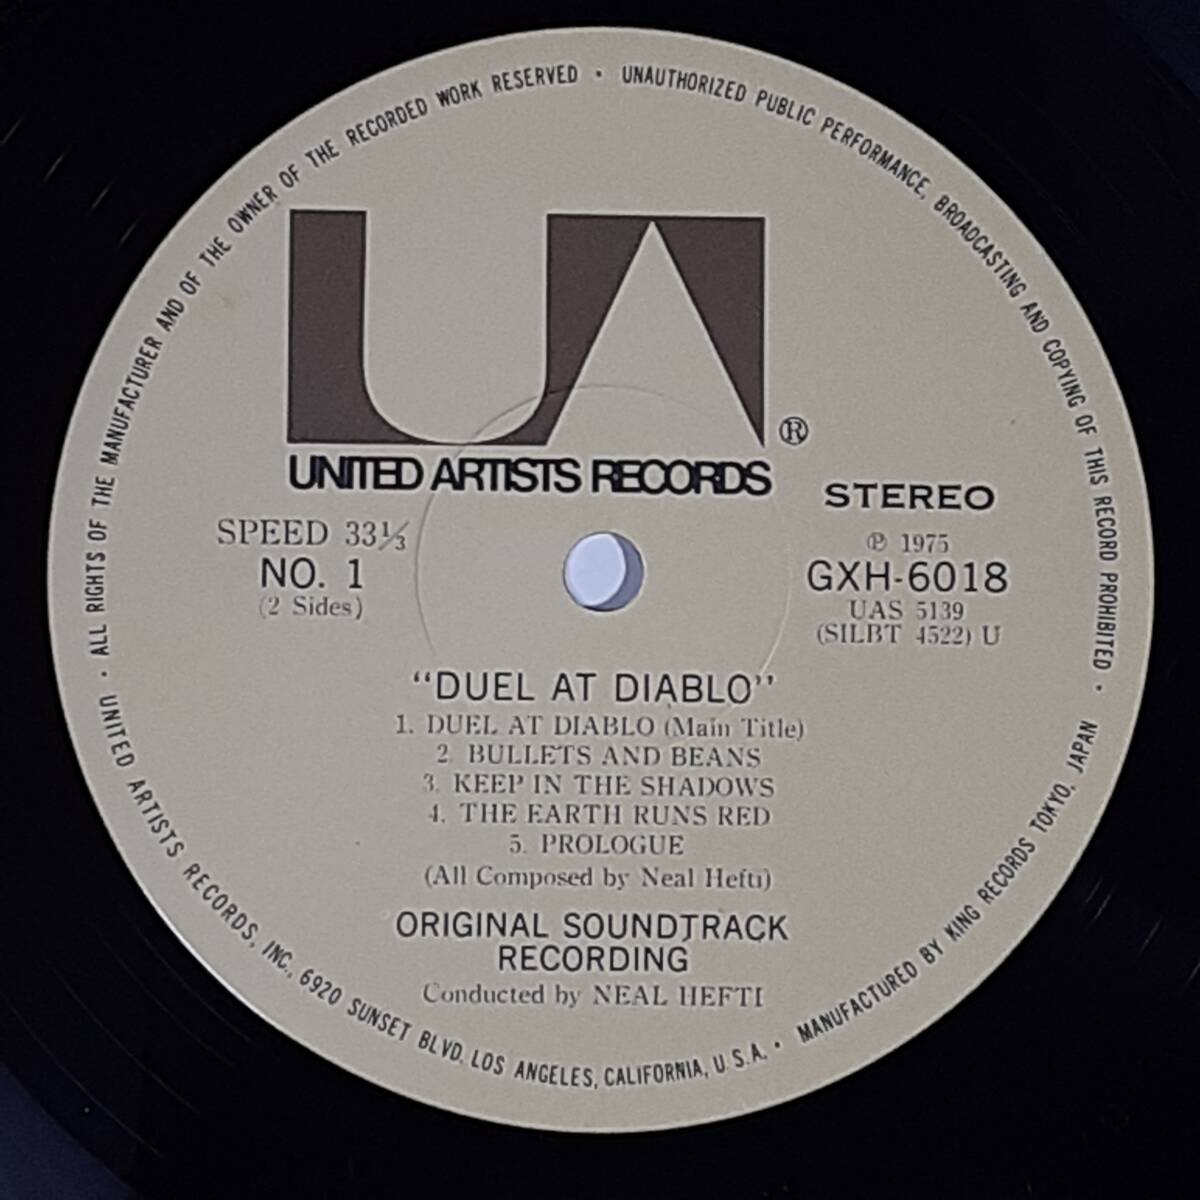 ALL RIGHTS OF THE MANUFACTURER AND OF THE OWNER OF THE RECORDED WORK RESERVED • UNAUTHORIZED PUBLIC PERFORMANCE, BROADCASTING AND COPYING OF THIS RECORD PROHIBITED •
UA ®
UNITED ARTISTS RECORDS
SPEED 33⅓
NO. 1
(2 Sides)
STEREO
℗ 1975
GXH-6018
UAS 5139
(SILBT 4522) U
“DUEL AT DIABLO”
1. DUEL AT DIABLO (Main Title)
2. BULLETS AND BEANS
3. KEEP IN THE SHADOWS
4. THE EARTH RUNS RED
5. PROLOGUE
(All Composed by Neal Hefti)
ORIGINAL SOUNDTRACK
RECORDING
Conducted by NEAL HEFTI
UNITED ARTISTS RECORDS, INC., 6920 SUNSET BLVD. LOS ANGELES, CALIFORNIA, U.S.A. • MANUFACTURED BY KING RECORDS TOKYO, JAPAN